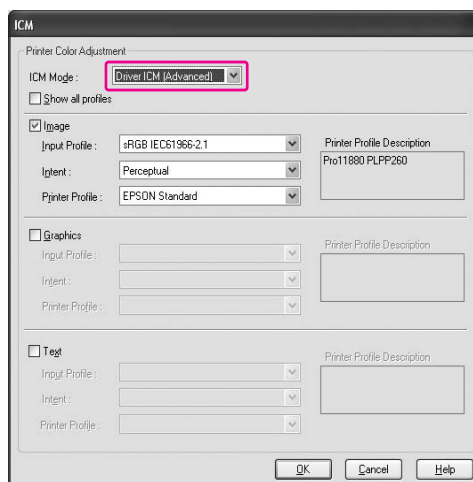 ICM
Printer Color Adjustment
ICM Mode : Driver ICM (Advanced)
Show all profiles
Image
Input Profile : sRGB IEC61966-2.1
Printer Profile Description
Pro11880 PLPP260
Intent : Perceptual
Printer Profile : EPSON Standard
Graphics
Input Profile :
Printer Profile Description
Intent :
Printer Profile :
Text
Input Profile :
Printer Profile Description
Intent :
Printer Profile :
OK Cancel Help